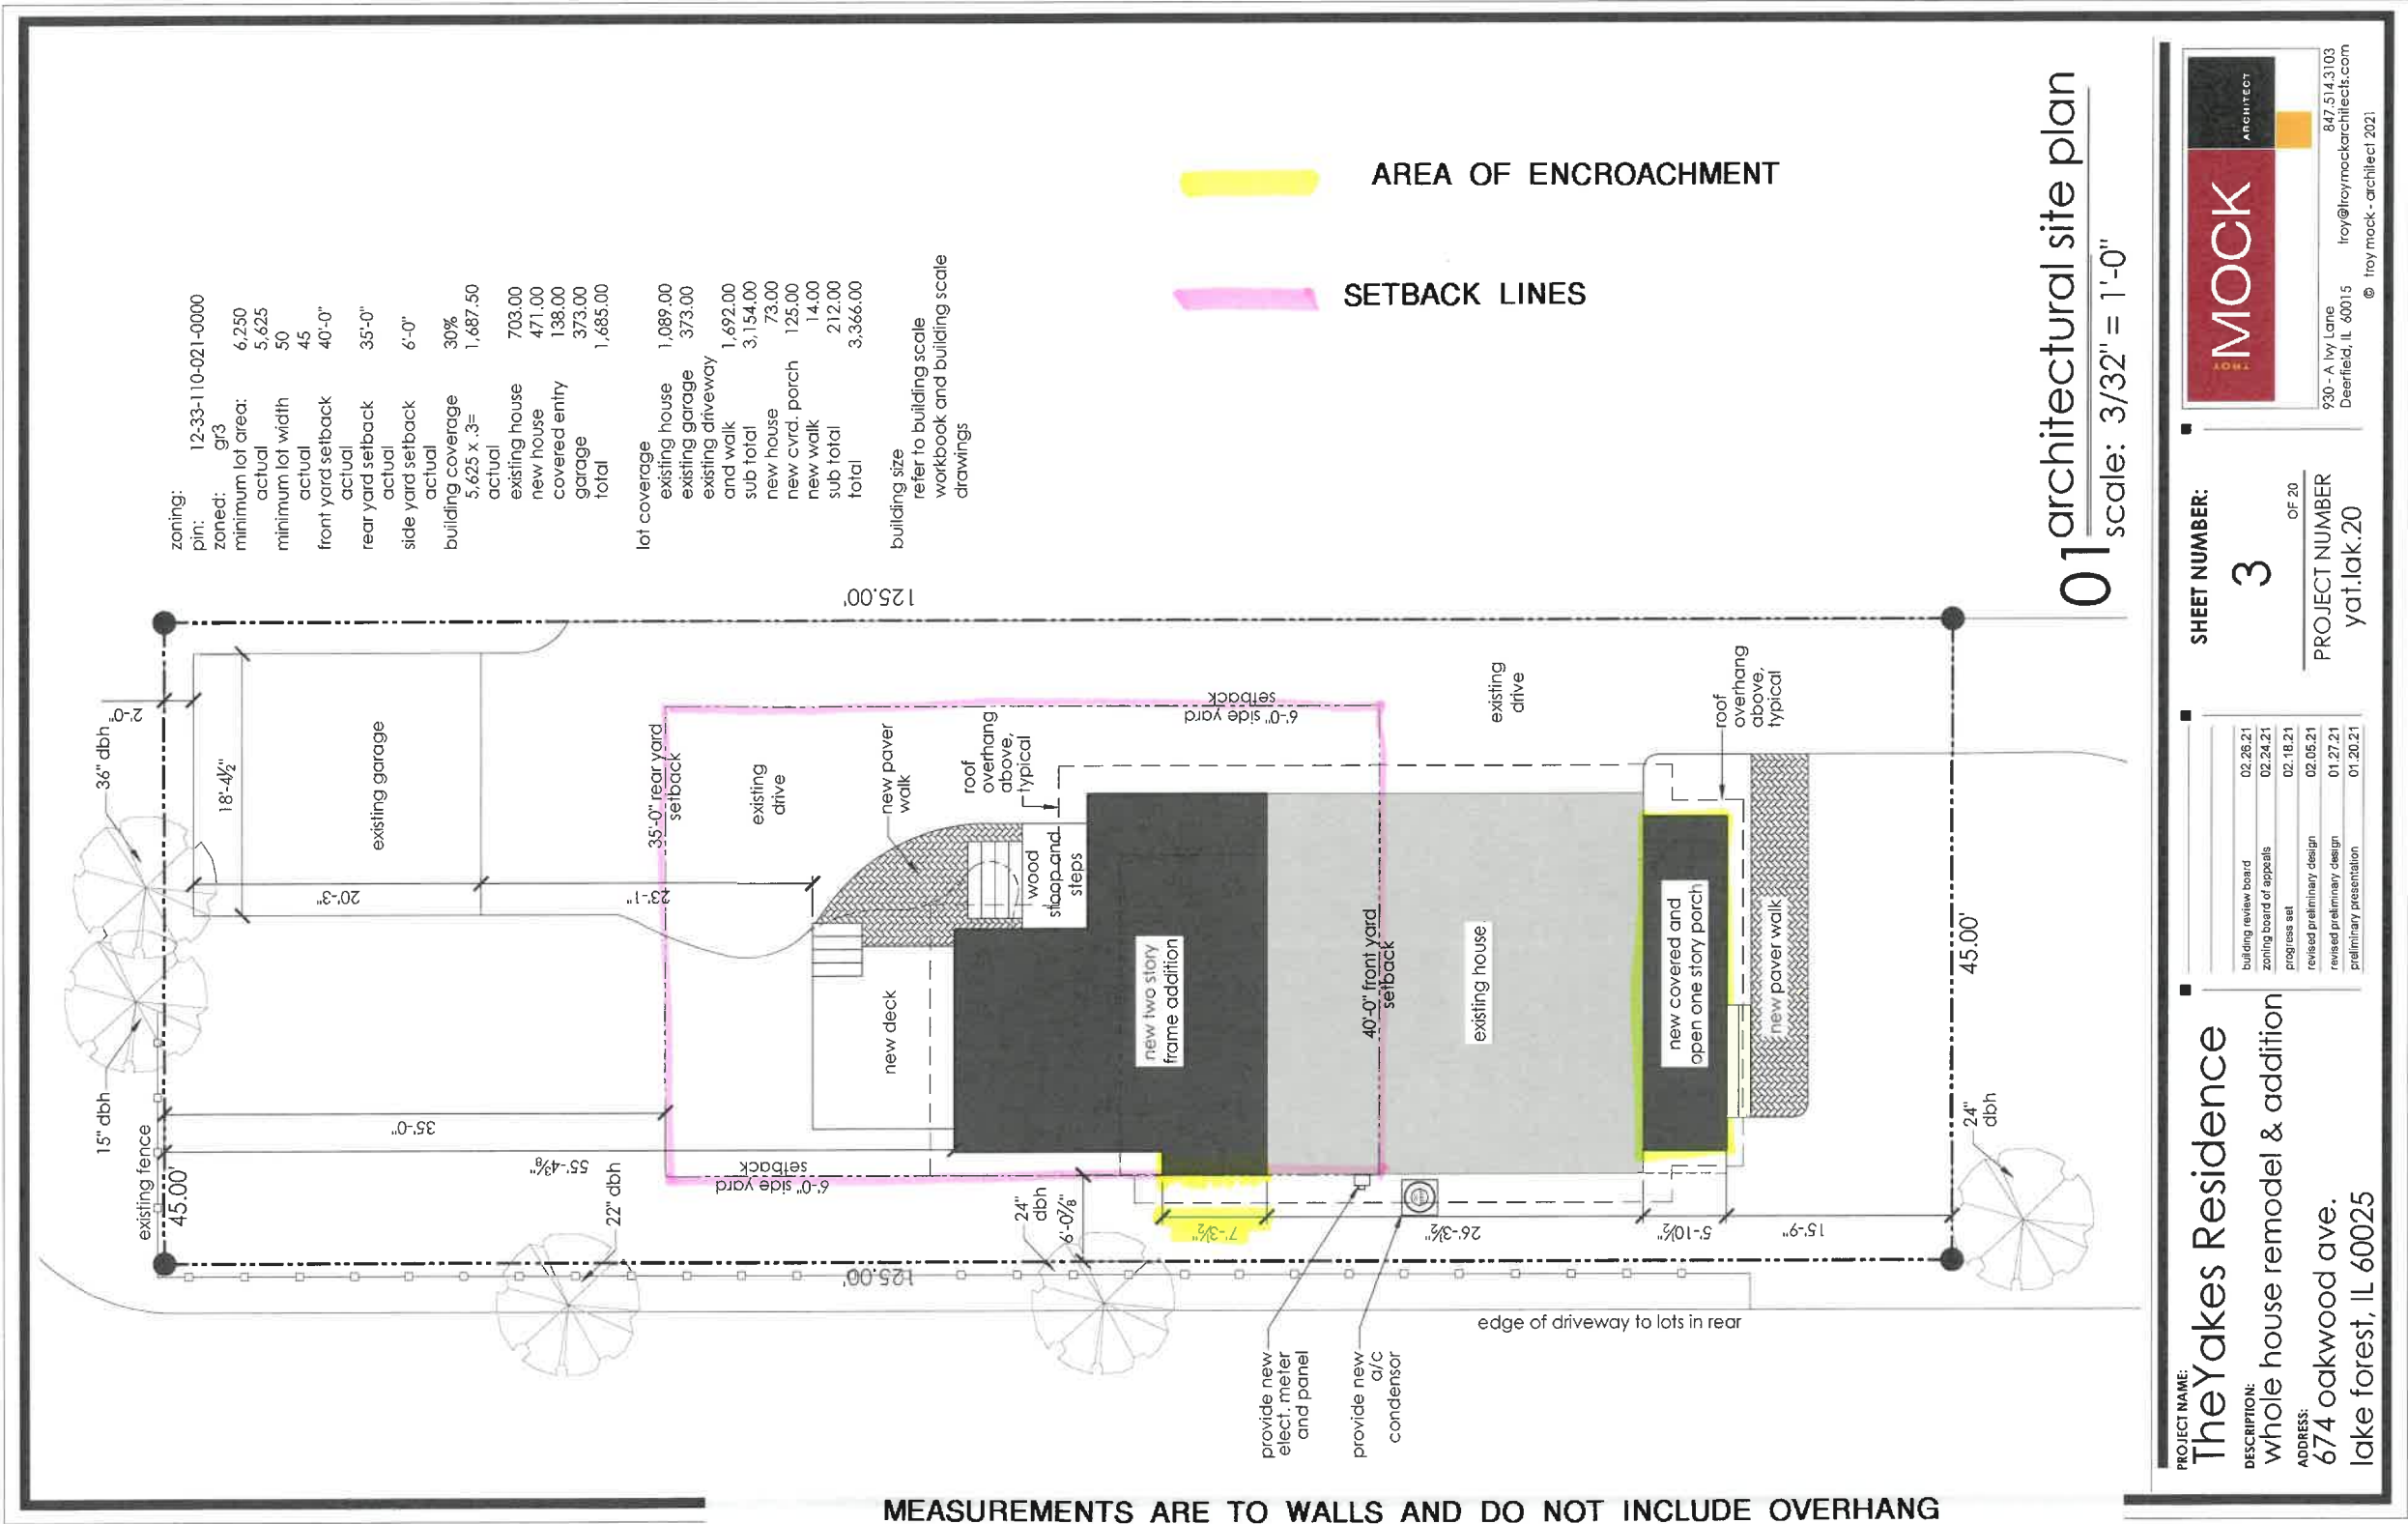 zoning:
pin: 12-33-110-021-0000
zoned: gr3
minimum lot area: 6,250
actual 5,625
minimum lot width 50
actual 45
front yard setback 40'-0"
actual
rear yard setback 35'-0"
actual
side yard setback 6'-0"
actual
building coverage 30%
5,625 x .3= 1,687.50
actual
existing house 703.00
new house 471.00
covered entry 138.00
garage 373.00
total 1,685.00
lot coverage
existing house 1,089.00
existing garage 373.00
existing driveway
and walk 1,692.00
sub total 3,154.00
new house 73.00
new cvrd. porch 125.00
new walk 14.00
sub total 212.00
total 3,366.00
building size
refer to building scale
workbook and building scale
drawings
AREA OF ENCROACHMENT
SETBACK LINES
01 architectural site plan
scale: 3/32" = 1'-0"
125.00'
2'-0"
36" dbh
18'-4½"
existing garage
20'-3"
23'-1"
15" dbh
existing fence
45.00'
35'-0"
55'-4⅜"
22" dbh
35'-0" rear yard
setback
existing
drive
new paver
walk
roof
overhang
above,
typical
wood
stoop and
steps
new deck
6'-0" side yard
setback
6'-0" side yard
setback
24"
dbh
6'-0⅞"
125.00'
new two story
frame addition
7'-3½"
40'-0" front yard
setback
existing house
existing
drive
26'-3½"
new covered and
open one story porch
5'-10½"
roof
overhang
above,
typical
new paver walk
15'-9"
45.00'
24"
dbh
provide new
elect. meter
and panel
provide new
a/c
condensor
edge of driveway to lots in rear
MEASUREMENTS ARE TO WALLS AND DO NOT INCLUDE OVERHANG
PROJECT NAME:
TheYakes Residence
DESCRIPTION:
whole house remodel & addition
ADDRESS:
674 oakwood ave.
lake forest, IL 60025
building review board 02.26.21
zoning board of appeals 02.24.21
progress set 02.18.21
revised preliminary design 02.05.21
revised preliminary design 01.27.21
preliminary presentation 01.20.21
SHEET NUMBER:
3
OF 20
PROJECT NUMBER
yat.lak.20
TROY
MOCK
ARCHITECT
930 - A Ivy Lane 847.514.3103
Deerfield, IL 60015 troy@troymockarchitects.com
© troy mock - architect 2021